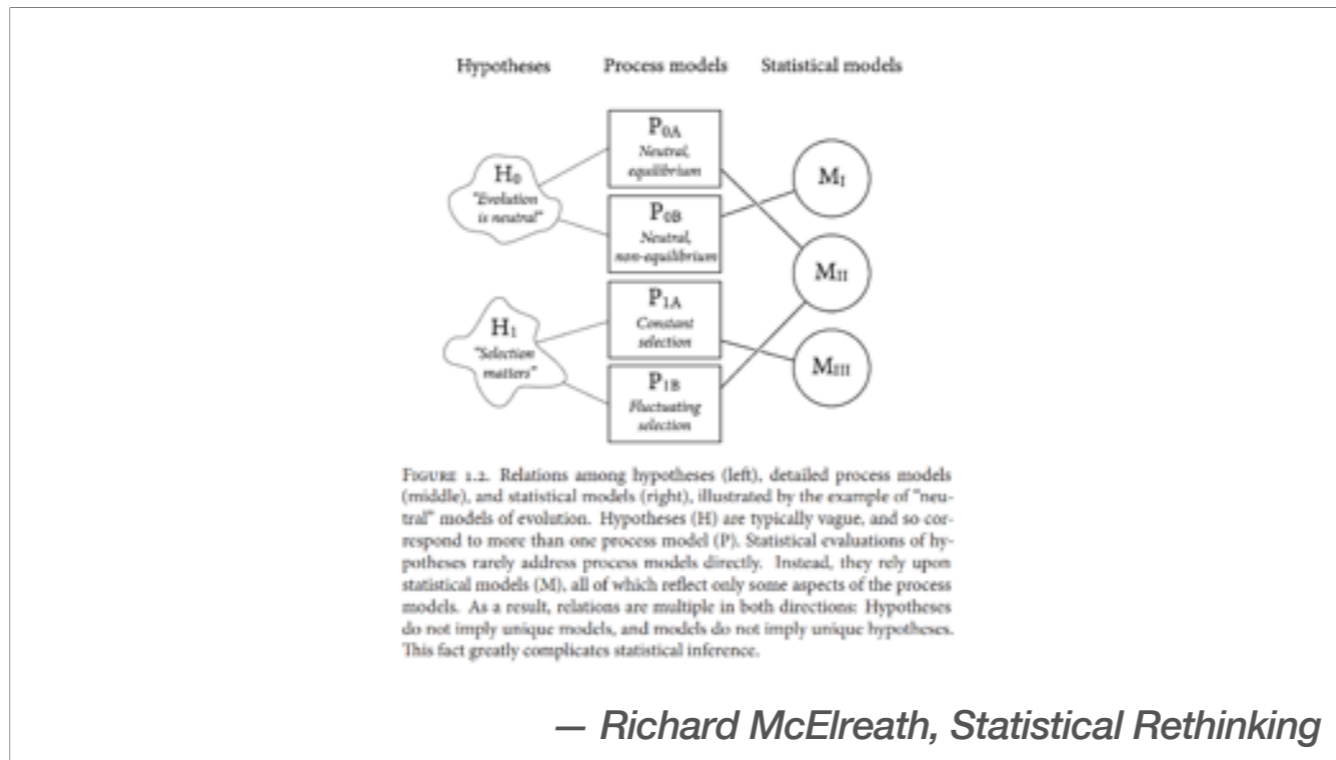 Hypotheses Process models Statistical models
H₀
"Evolution
is neutral"
H₁
"Selection
matters"
P₀A
Neutral,
equilibrium
P₀B
Neutral,
non-equilibrium
P₁A
Constant
selection
P₁B
Fluctuating
selection
M_I
M_II
M_III
FIGURE 1.2. Relations among hypotheses (left), detailed process models
(middle), and statistical models (right), illustrated by the example of "neu-
tral" models of evolution. Hypotheses (H) are typically vague, and so cor-
respond to more than one process model (P). Statistical evaluations of hy-
potheses rarely address process models directly. Instead, they rely upon
statistical models (M), all of which reflect only some aspects of the process
models. As a result, relations are multiple in both directions: Hypotheses
do not imply unique models, and models do not imply unique hypotheses.
This fact greatly complicates statistical inference.
— Richard McElreath, Statistical Rethinking